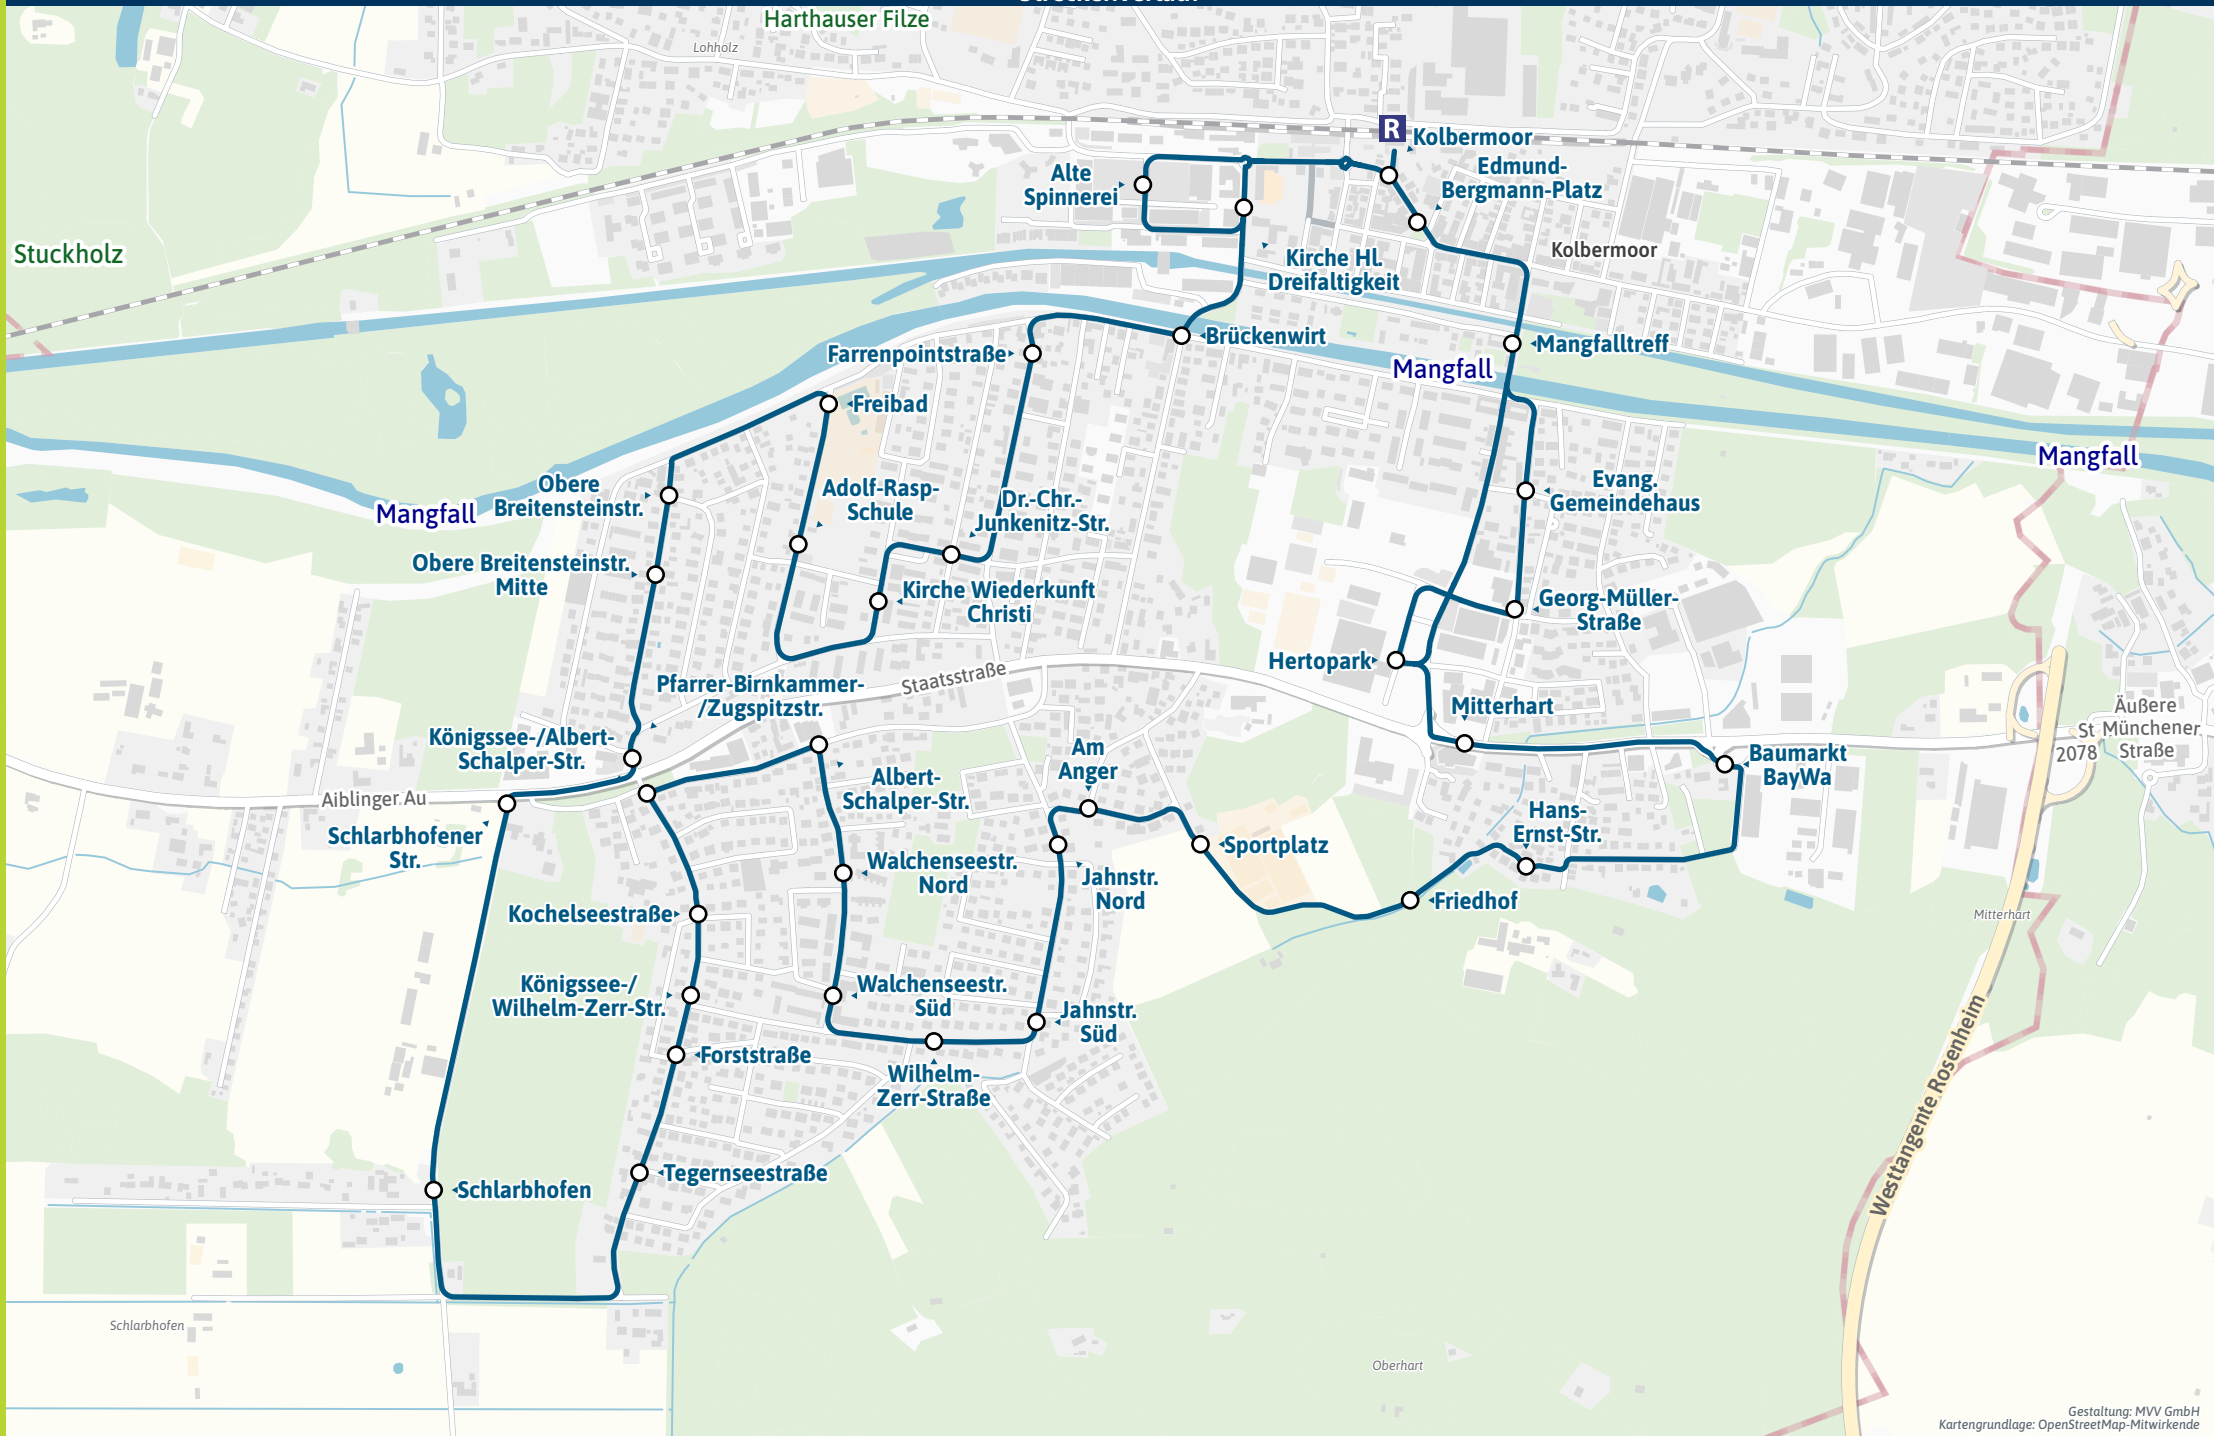 Harthauser Filze
Lohholz
R
Kolbermoor
Edmund-
Bergmann-Platz
Alte
Spinnerei
Stuckholz
Kolbermoor
Kirche Hl.
Dreifaltigkeit
Brückenwirt
Mangfalltreff
Farrenpointstraße
Mangfall
Freibad
Mangfall
Obere
Breitensteinstr.
Adolf-Rasp-
Schule
Dr.-Chr.-
Junkenitz-Str.
Evang.
Gemeindehaus
Mangfall
Obere Breitensteinstr.
Mitte
Kirche Wiederkunft
Christi
Georg-Müller-
Straße
Hertopark
Staatsstraße
Pfarrer-Birnkammer-
/Zugspitzstr.
Mitterhart
Äußere
Münchener
Straße
St
2078
Königssee-/Albert-
Schalper-Str.
Am
Anger
Baumarkt
BayWa
Albert-
Schalper-Str.
Aiblinger Au
Hans-
Ernst-Str.
Schlarbhofener
Str.
Sportplatz
Walchenseestr.
Nord
Jahnstr.
Nord
Friedhof
Kochelseestraße
Mitterhart
Königssee-/
Wilhelm-Zerr-Str.
Walchenseestr.
Süd
Jahnstr.
Süd
Forststraße
Wilhelm-
Zerr-Straße
Westtangente Rosenheim
Tegernseestraße
Schlarbhofen
Schlarbhofen
Oberhart
Gestaltung: MVV GmbH
Kartengrundlage: OpenStreetMap-Mitwirkende